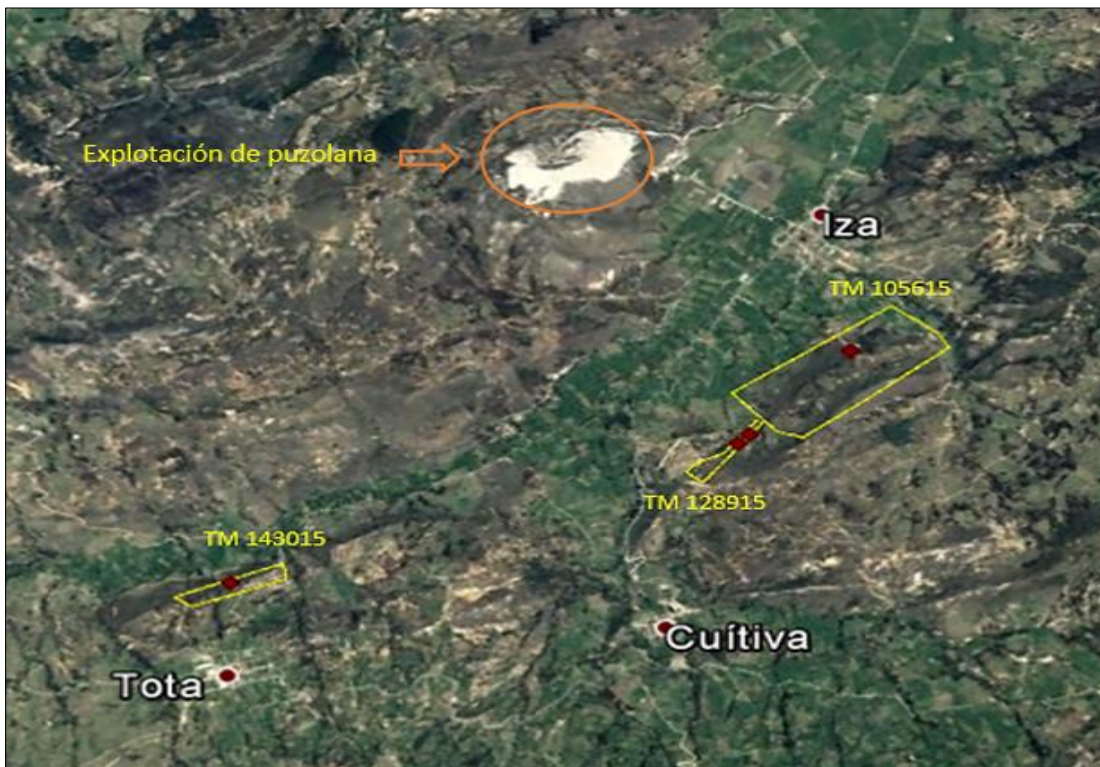 Explotación de puzolana
Iza
TM 105615
TM 128915
TM 143015
Cuítiva
Tota